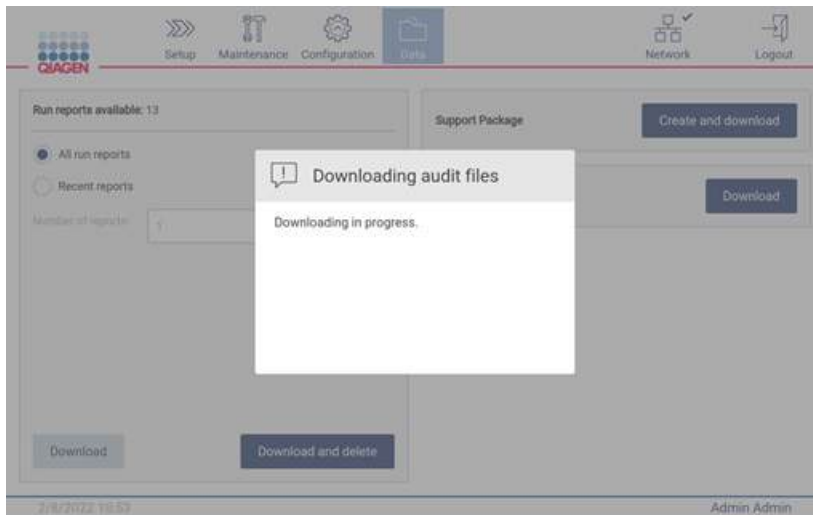 QIAGEN
Setup
Maintenance
Configuration
Data
Network
Logout
Run reports available: 13
All run reports
Recent reports
Number of reports:
1
Download
Download and delete
Support Package
Create and download
Download
Downloading audit files
Downloading in progress.
2/8/2022 16:53
Admin Admin